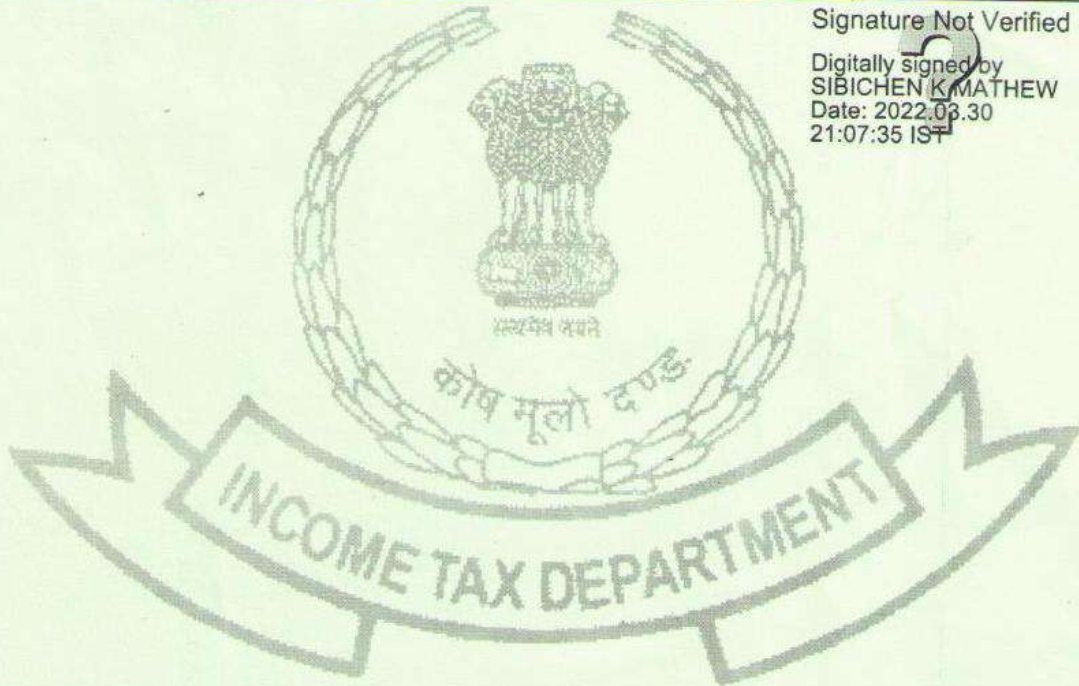 Signature Not Verified
Digitally signed by
SIBICHEN K MATHEW
Date: 2022.03.30
21:07:35 IST
सत्यमेव जयते
कोष मूलो दण्ड
INCOME TAX DEPARTMENT